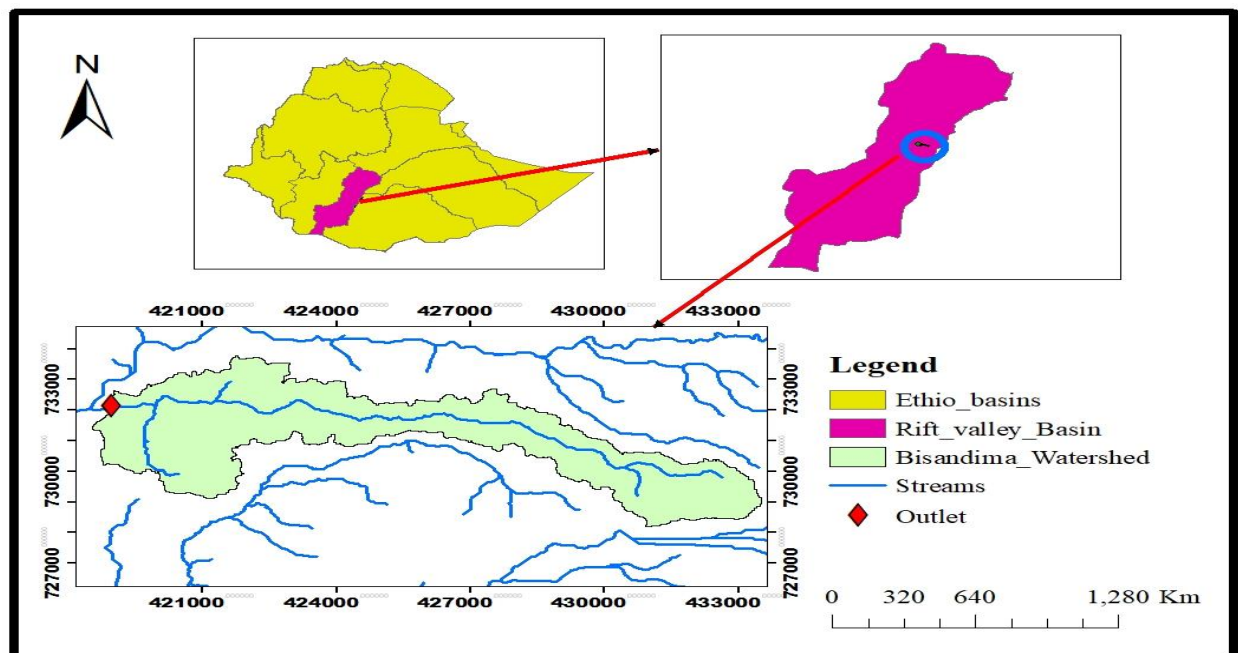 N
421000 424000 427000 430000 433000
733000
733000
730000
730000
727000
727000
421000 424000 427000 430000 433000
Legend
Ethio_basins
Rift_valley_Basin
Bisandima_Watershed
Streams
Outlet
0 320 640 1,280 Km